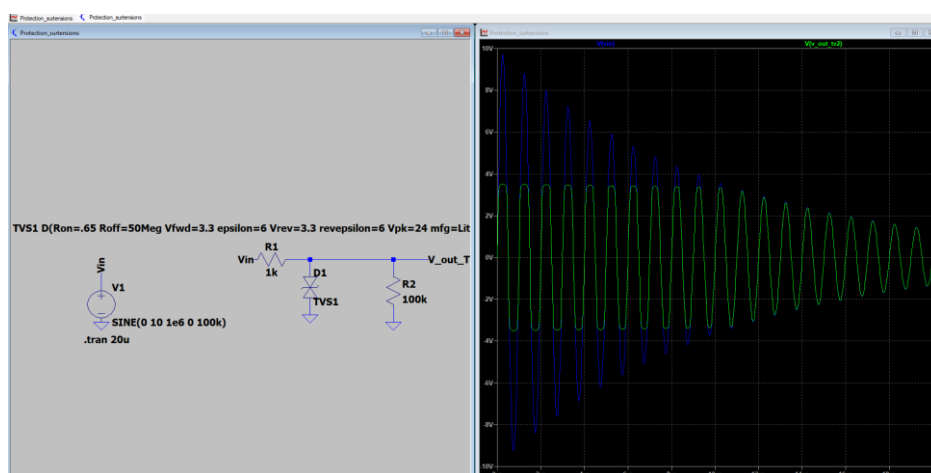 Protection_surtensions Protection_surtensions
Protection_surtensions
TVS1 D(Ron=.65 Roff=50Meg Vfwd=3.3 epsilon=6 Vrev=3.3 revepsilon=6 Vpk=24 mfg=Lit
Vin
V1
SINE(0 10 1e6 0 100k)
.tran 20u
Vin
R1
1k
D1
TVS1
R2
100k
V_out_T
Protection_surtensions
V(vin) V(v_out_tv2)
10V
8V
6V
4V
2V
0V
-2V
-4V
-6V
-8V
-10V